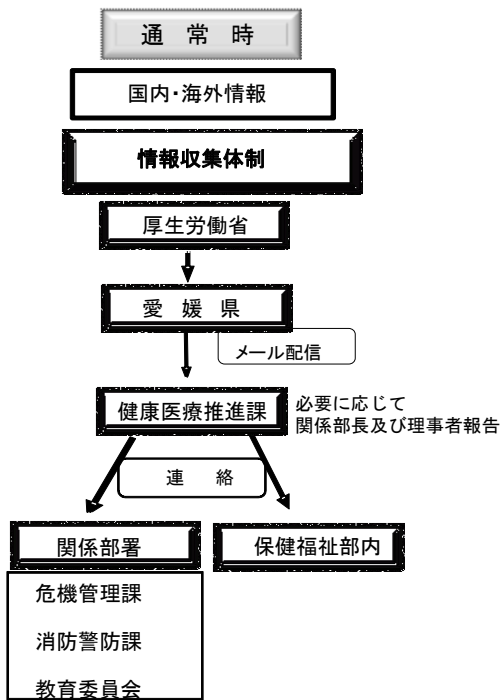 通 常 時
国内・海外情報
情報収集体制
厚生労働省
愛 媛 県
メール配信
健康医療推進課
必要に応じて
関係部長及び理事者報告
連 絡
関係部署
保健福祉部内
危機管理課
消防警防課
教育委員会